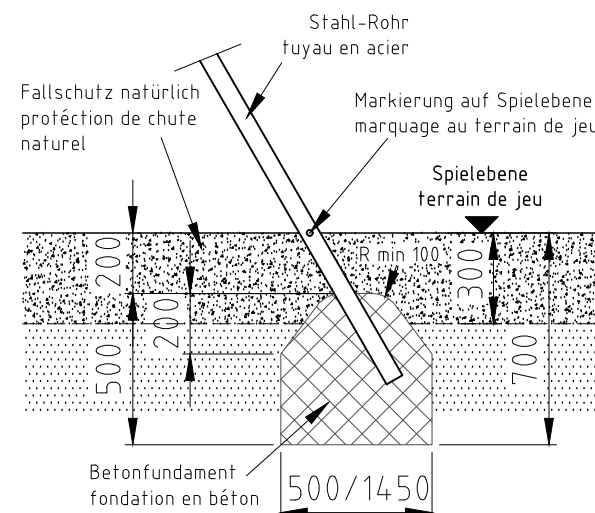 Stahl-Rohr
tuyau en acier
Fallschutz natürlich
protéction de chute
naturel
Markierung auf Spielebene
marquage au terrain de jeu
Spielebene
terrain de jeu
R min 100
200
200
300
500
700
Betonfundament
fondation en béton
500/1450